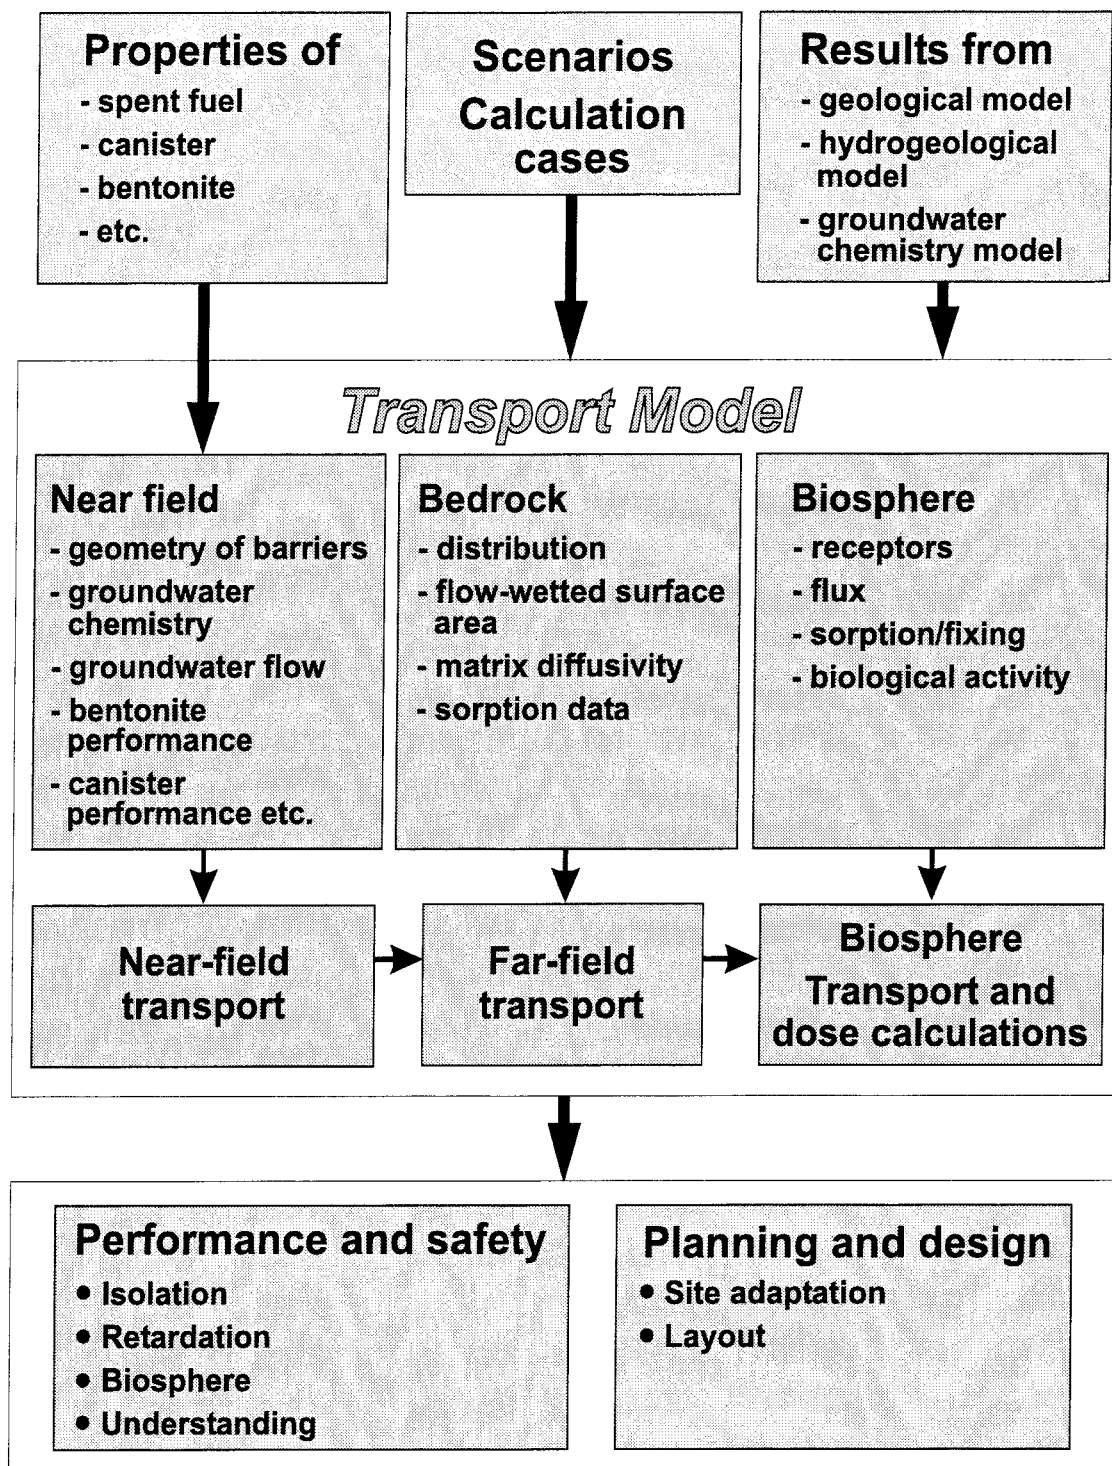 Properties of
- spent fuel
- canister
- bentonite
- etc.
Scenarios
Calculation
cases
Results from
- geological model
- hydrogeological
model
- groundwater
chemistry model
Transport Model
Near field
- geometry of barriers
- groundwater
chemistry
- groundwater flow
- bentonite
performance
- canister
performance etc.
Bedrock
- distribution
- flow-wetted surface
area
- matrix diffusivity
- sorption data
Biosphere
- receptors
- flux
- sorption/fixing
- biological activity
Near-field
transport
Far-field
transport
Biosphere
Transport and
dose calculations
Performance and safety
• Isolation
• Retardation
• Biosphere
• Understanding
Planning and design
• Site adaptation
• Layout